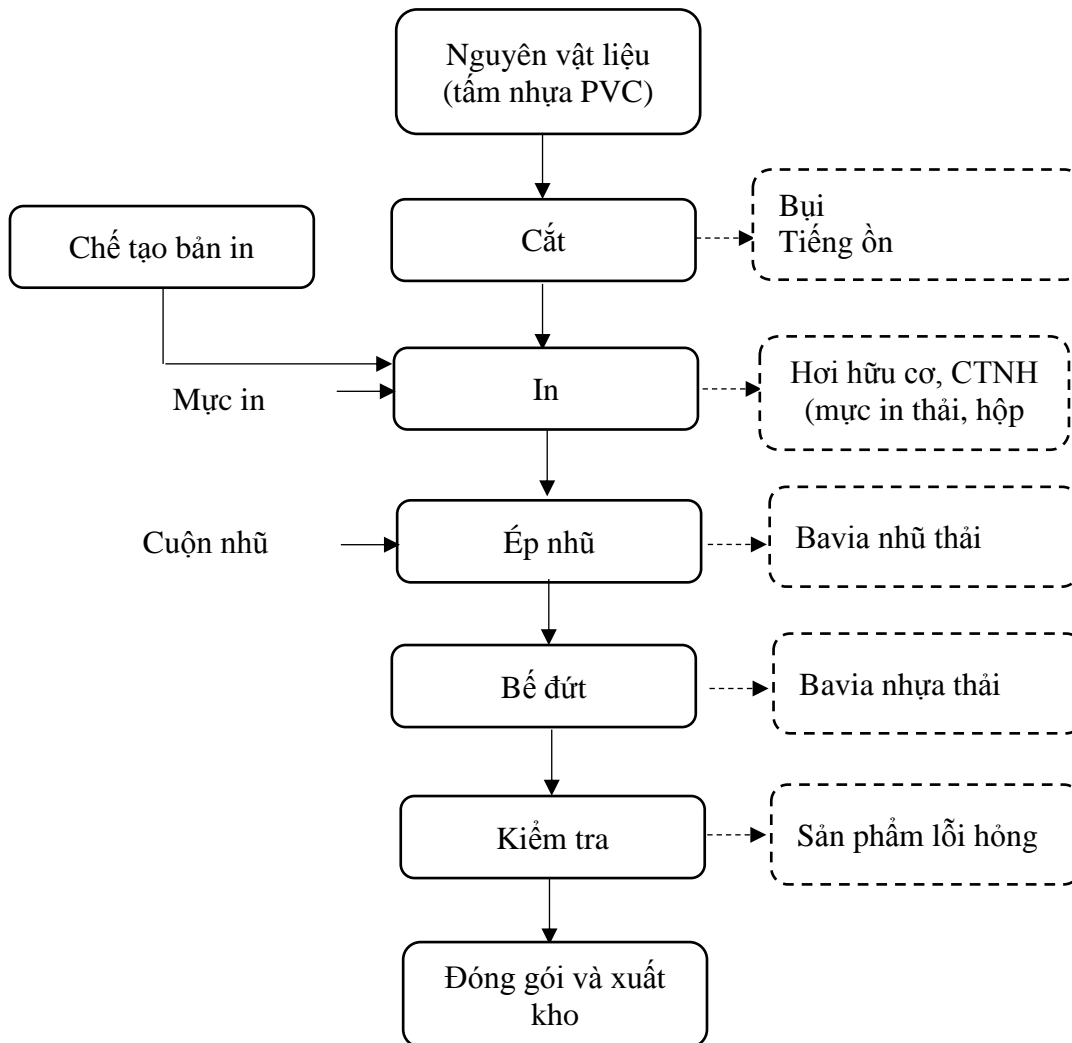 Nguyên vật liệu
(tấm nhựa PVC)
Chế tạo bản in
Cắt
Bụi
Tiếng ồn
Mực in
In
Hơi hữu cơ, CTNH
(mực in thải, hộp
Cuộn nhũ
Ép nhũ
Bavia nhũ thải
Bế đứt
Bavia nhựa thải
Kiểm tra
Sản phẩm lỗi hỏng
Đóng gói và xuất
kho